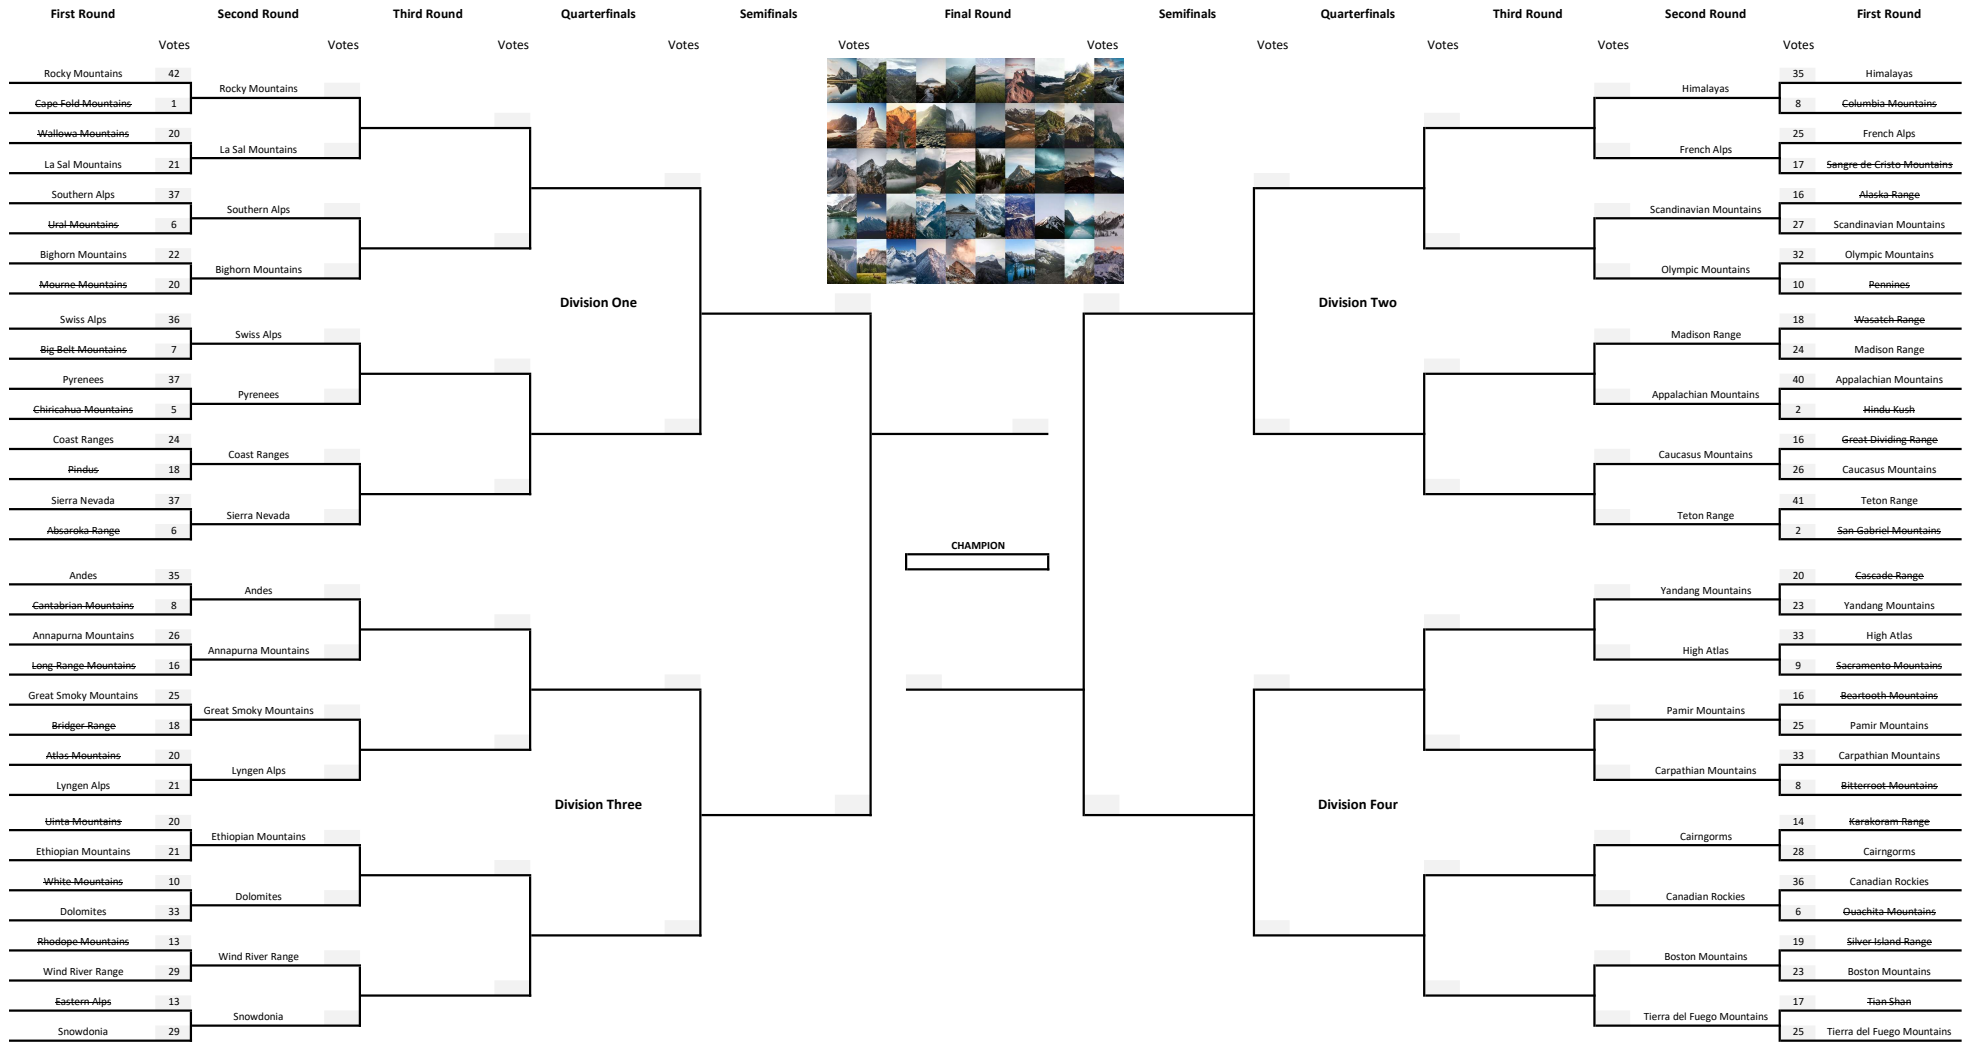 First Round Second Round Third Round Quarterfinals Semifinals Final Round Semifinals Quarterfinals Third Round Second Round First Round
Votes Votes Votes Votes Votes Votes Votes Votes Votes Votes
Rocky Mountains 42 35 Himalayas
Rocky Mountains Himalayas
Cape Fold Mountains 1 8 Columbia Mountains
Wallowa Mountains 20 25 French Alps
La Sal Mountains French Alps
La Sal Mountains 21 17 Sangre de Cristo Mountains
Southern Alps 37 16 Alaska Range
Southern Alps Scandinavian Mountains
Ural Mountains 6 27 Scandinavian Mountains
Bighorn Mountains 22 32 Olympic Mountains
Bighorn Mountains Olympic Mountains
Mourne Mountains 20 10 Pennines
Division One Division Two
Swiss Alps 36 18 Wasatch Range
Swiss Alps Madison Range
Big Belt Mountains 7 24 Madison Range
Pyrenees 37 40 Appalachian Mountains
Pyrenees Appalachian Mountains
Chiricahua Mountains 5 2 Hindu Kush
Coast Ranges 24 16 Great Dividing Range
Coast Ranges Caucasus Mountains
Pindus 18 26 Caucasus Mountains
Sierra Nevada 37 41 Teton Range
Sierra Nevada Teton Range
Absaroka Range 6 2 San Gabriel Mountains
CHAMPION
Andes 35 20 Cascade Range
Andes Yandang Mountains
Cantabrian Mountains 8 23 Yandang Mountains
Annapurna Mountains 26 33 High Atlas
Annapurna Mountains High Atlas
Long Range Mountains 16 9 Sacramento Mountains
Great Smoky Mountains 25 16 Beartooth Mountains
Great Smoky Mountains Pamir Mountains
Bridger Range 18 25 Pamir Mountains
Atlas Mountains 20 33 Carpathian Mountains
Lyngen Alps Carpathian Mountains
Lyngen Alps 21 8 Bitterroot Mountains
Division Three Division Four
Uinta Mountains 20 14 Karakoram Range
Ethiopian Mountains Cairngorms
Ethiopian Mountains 21 28 Cairngorms
White Mountains 10 36 Canadian Rockies
Dolomites Canadian Rockies
Dolomites 33 6 Ouachita Mountains
Rhodope Mountains 13 19 Silver Island Range
Wind River Range Boston Mountains
Wind River Range 29 23 Boston Mountains
Eastern Alps 13 17 Tian Shan
Snowdonia Tierra del Fuego Mountains
Snowdonia 29 25 Tierra del Fuego Mountains